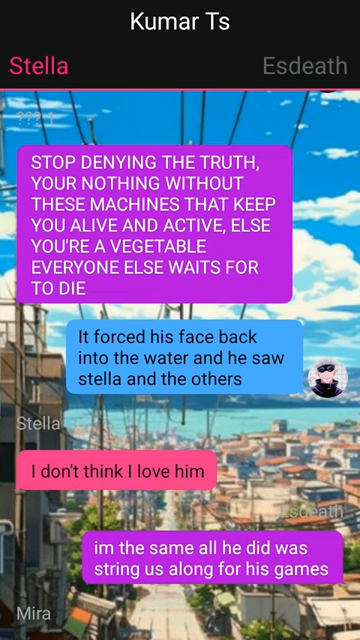 Kumar Ts
Stella
Esdeath
??? 1
STOP DENYING THE TRUTH,
YOUR NOTHING WITHOUT
THESE MACHINES THAT KEEP
YOU ALIVE AND ACTIVE, ELSE
YOU'RE A VEGETABLE
EVERYONE ELSE WAITS FOR
TO DIE
It forced his face back
into the water and he saw
stella and the others
Stella
I don't think I love him
Esdeath
im the same all he did was
string us along for his games
Mira